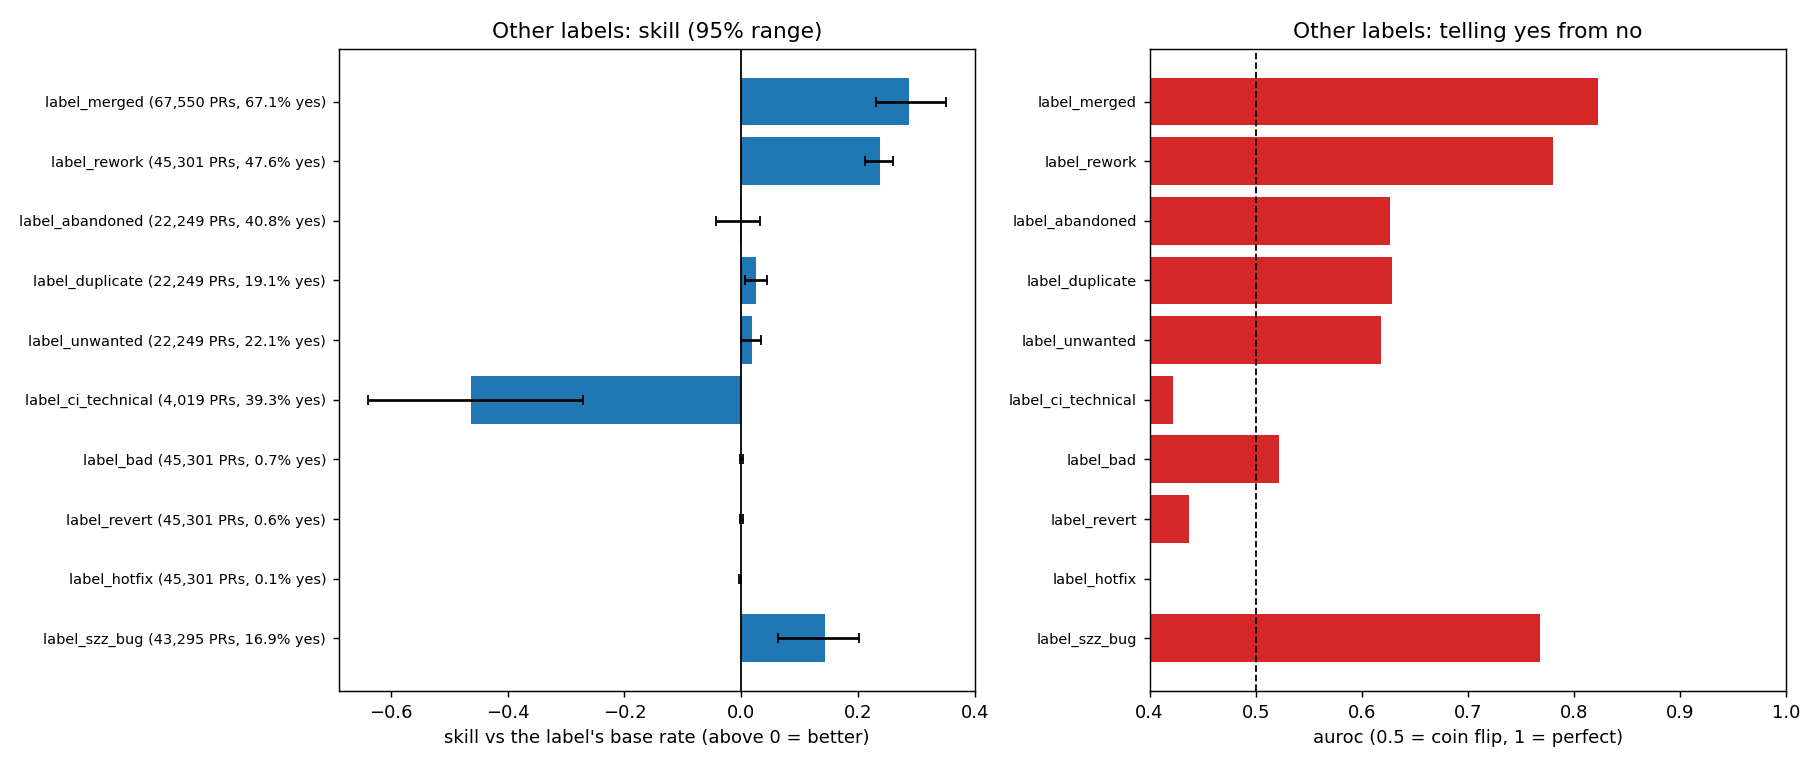 Other labels: skill (95% range)
label_merged (67,550 PRs, 67.1% yes)
label_rework (45,301 PRs, 47.6% yes)
label_abandoned (22,249 PRs, 40.8% yes)
label_duplicate (22,249 PRs, 19.1% yes)
label_unwanted (22,249 PRs, 22.1% yes)
label_ci_technical (4,019 PRs, 39.3% yes)
label_bad (45,301 PRs, 0.7% yes)
label_revert (45,301 PRs, 0.6% yes)
label_hotfix (45,301 PRs, 0.1% yes)
label_szz_bug (43,295 PRs, 16.9% yes)
−0.6 −0.4 −0.2 0.0 0.2 0.4
skill vs the label's base rate (above 0 = better)
Other labels: telling yes from no
label_merged
label_rework
label_abandoned
label_duplicate
label_unwanted
label_ci_technical
label_bad
label_revert
label_hotfix
label_szz_bug
0.4 0.5 0.6 0.7 0.8 0.9 1.0
auroc (0.5 = coin flip, 1 = perfect)